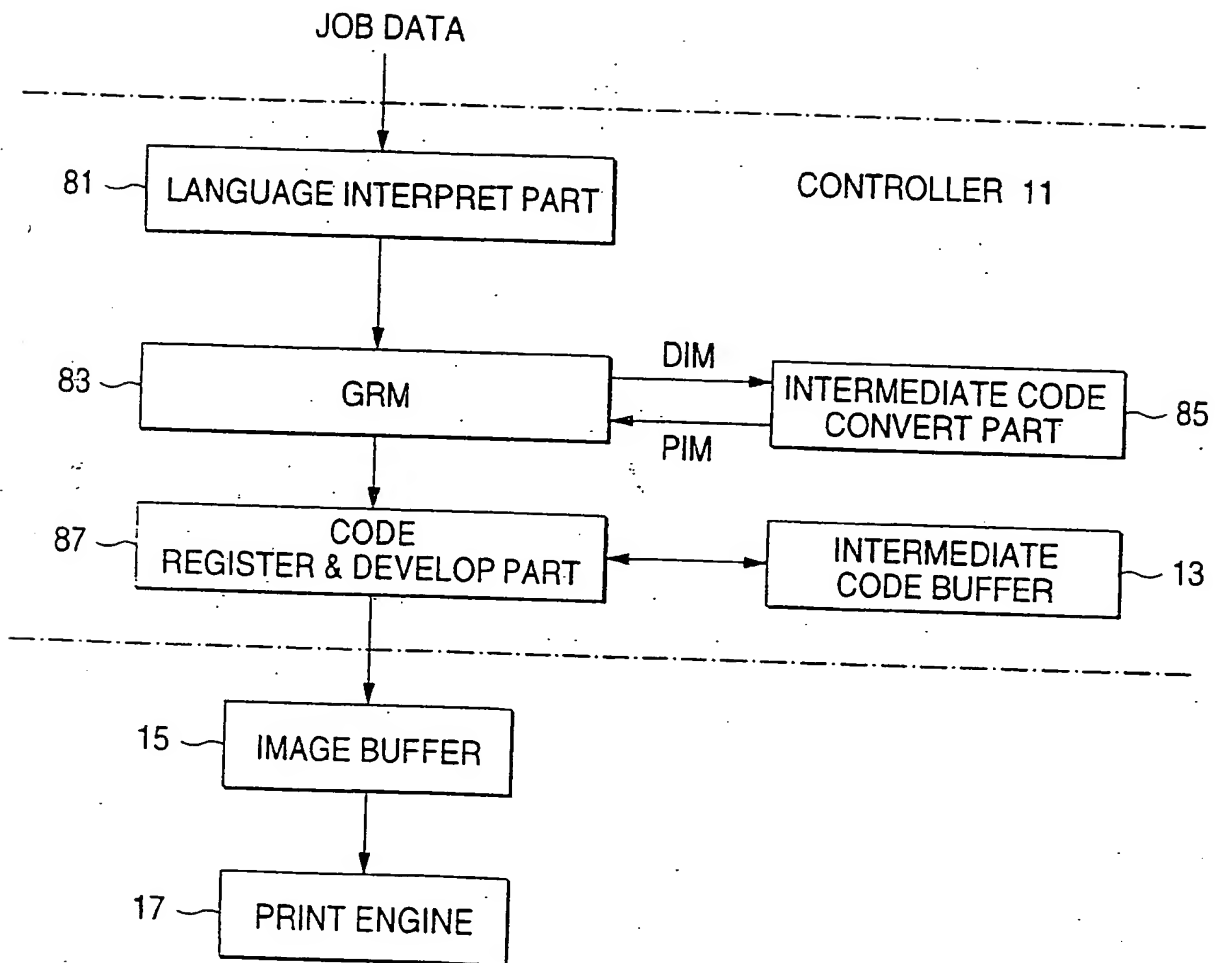 JOB DATA
81 LANGUAGE INTERPRET PART
CONTROLLER 11
83 GRM
DIM
PIM
INTERMEDIATE CODE
CONVERT PART
85
87
CODE
REGISTER & DEVELOP PART
INTERMEDIATE
CODE BUFFER
13
15 IMAGE BUFFER
17 PRINT ENGINE